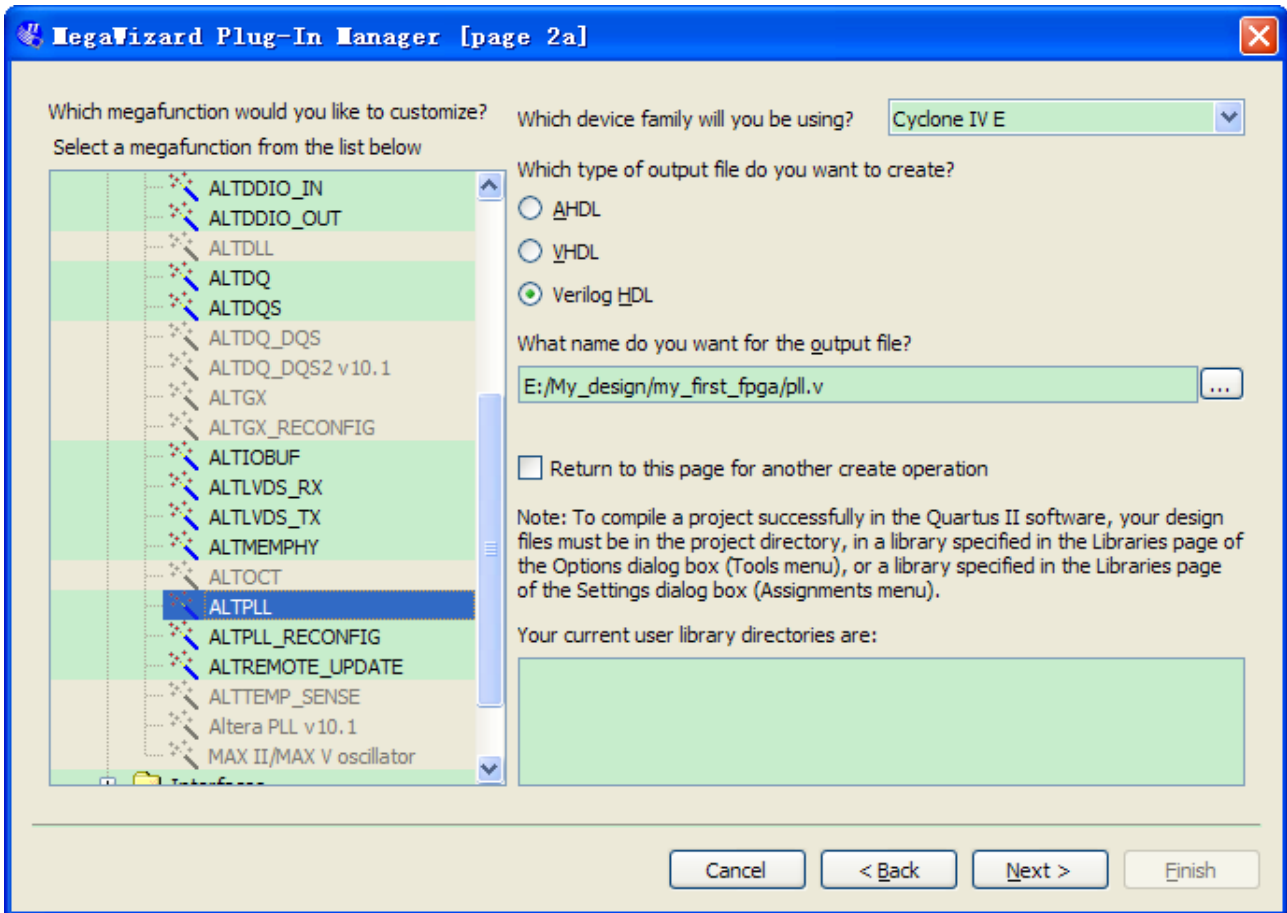 MegaWizard Plug-In Manager [page 2a]
Which megafunction would you like to customize?
Select a megafunction from the list below
ALTDDIO_IN
ALTDDIO_OUT
ALTDLL
ALTDQ
ALTDQS
ALTDQ_DQS
ALTDQ_DQS2 v10.1
ALTGX
ALTGX_RECONFIG
ALTIOBUF
ALTLVDS_RX
ALTLVDS_TX
ALTMEMPHY
ALTOCT
ALTPLL
ALTPLL_RECONFIG
ALTREMOTE_UPDATE
ALTTEMP_SENSE
Altera PLL v10.1
MAX II/MAX V oscillator
Interfaces
Which device family will you be using?
Cyclone IV E
Which type of output file do you want to create?
AHDL
VHDL
Verilog HDL
What name do you want for the output file?
E:/My_design/my_first_fpga/pll.v
...
Return to this page for another create operation
Note: To compile a project successfully in the Quartus II software, your design
files must be in the project directory, in a library specified in the Libraries page of
the Options dialog box (Tools menu), or a library specified in the Libraries page
of the Settings dialog box (Assignments menu).
Your current user library directories are:
Cancel
< Back
Next >
Finish